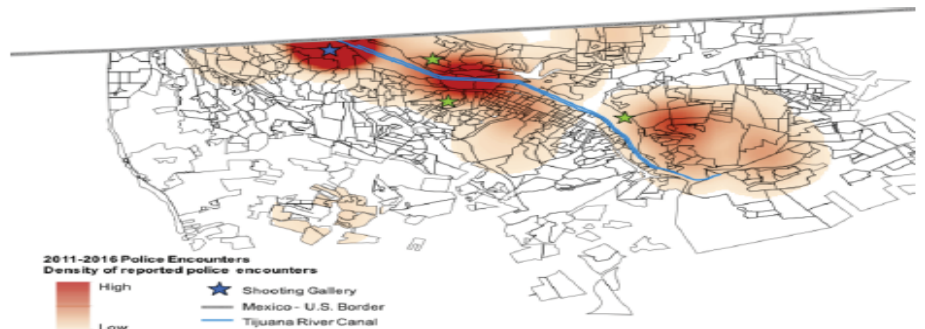 2011-2016 Police Encounters
Density of reported police encounters
High
Low
Shooting Gallery
Mexico - U.S. Border
Tijuana River Canal